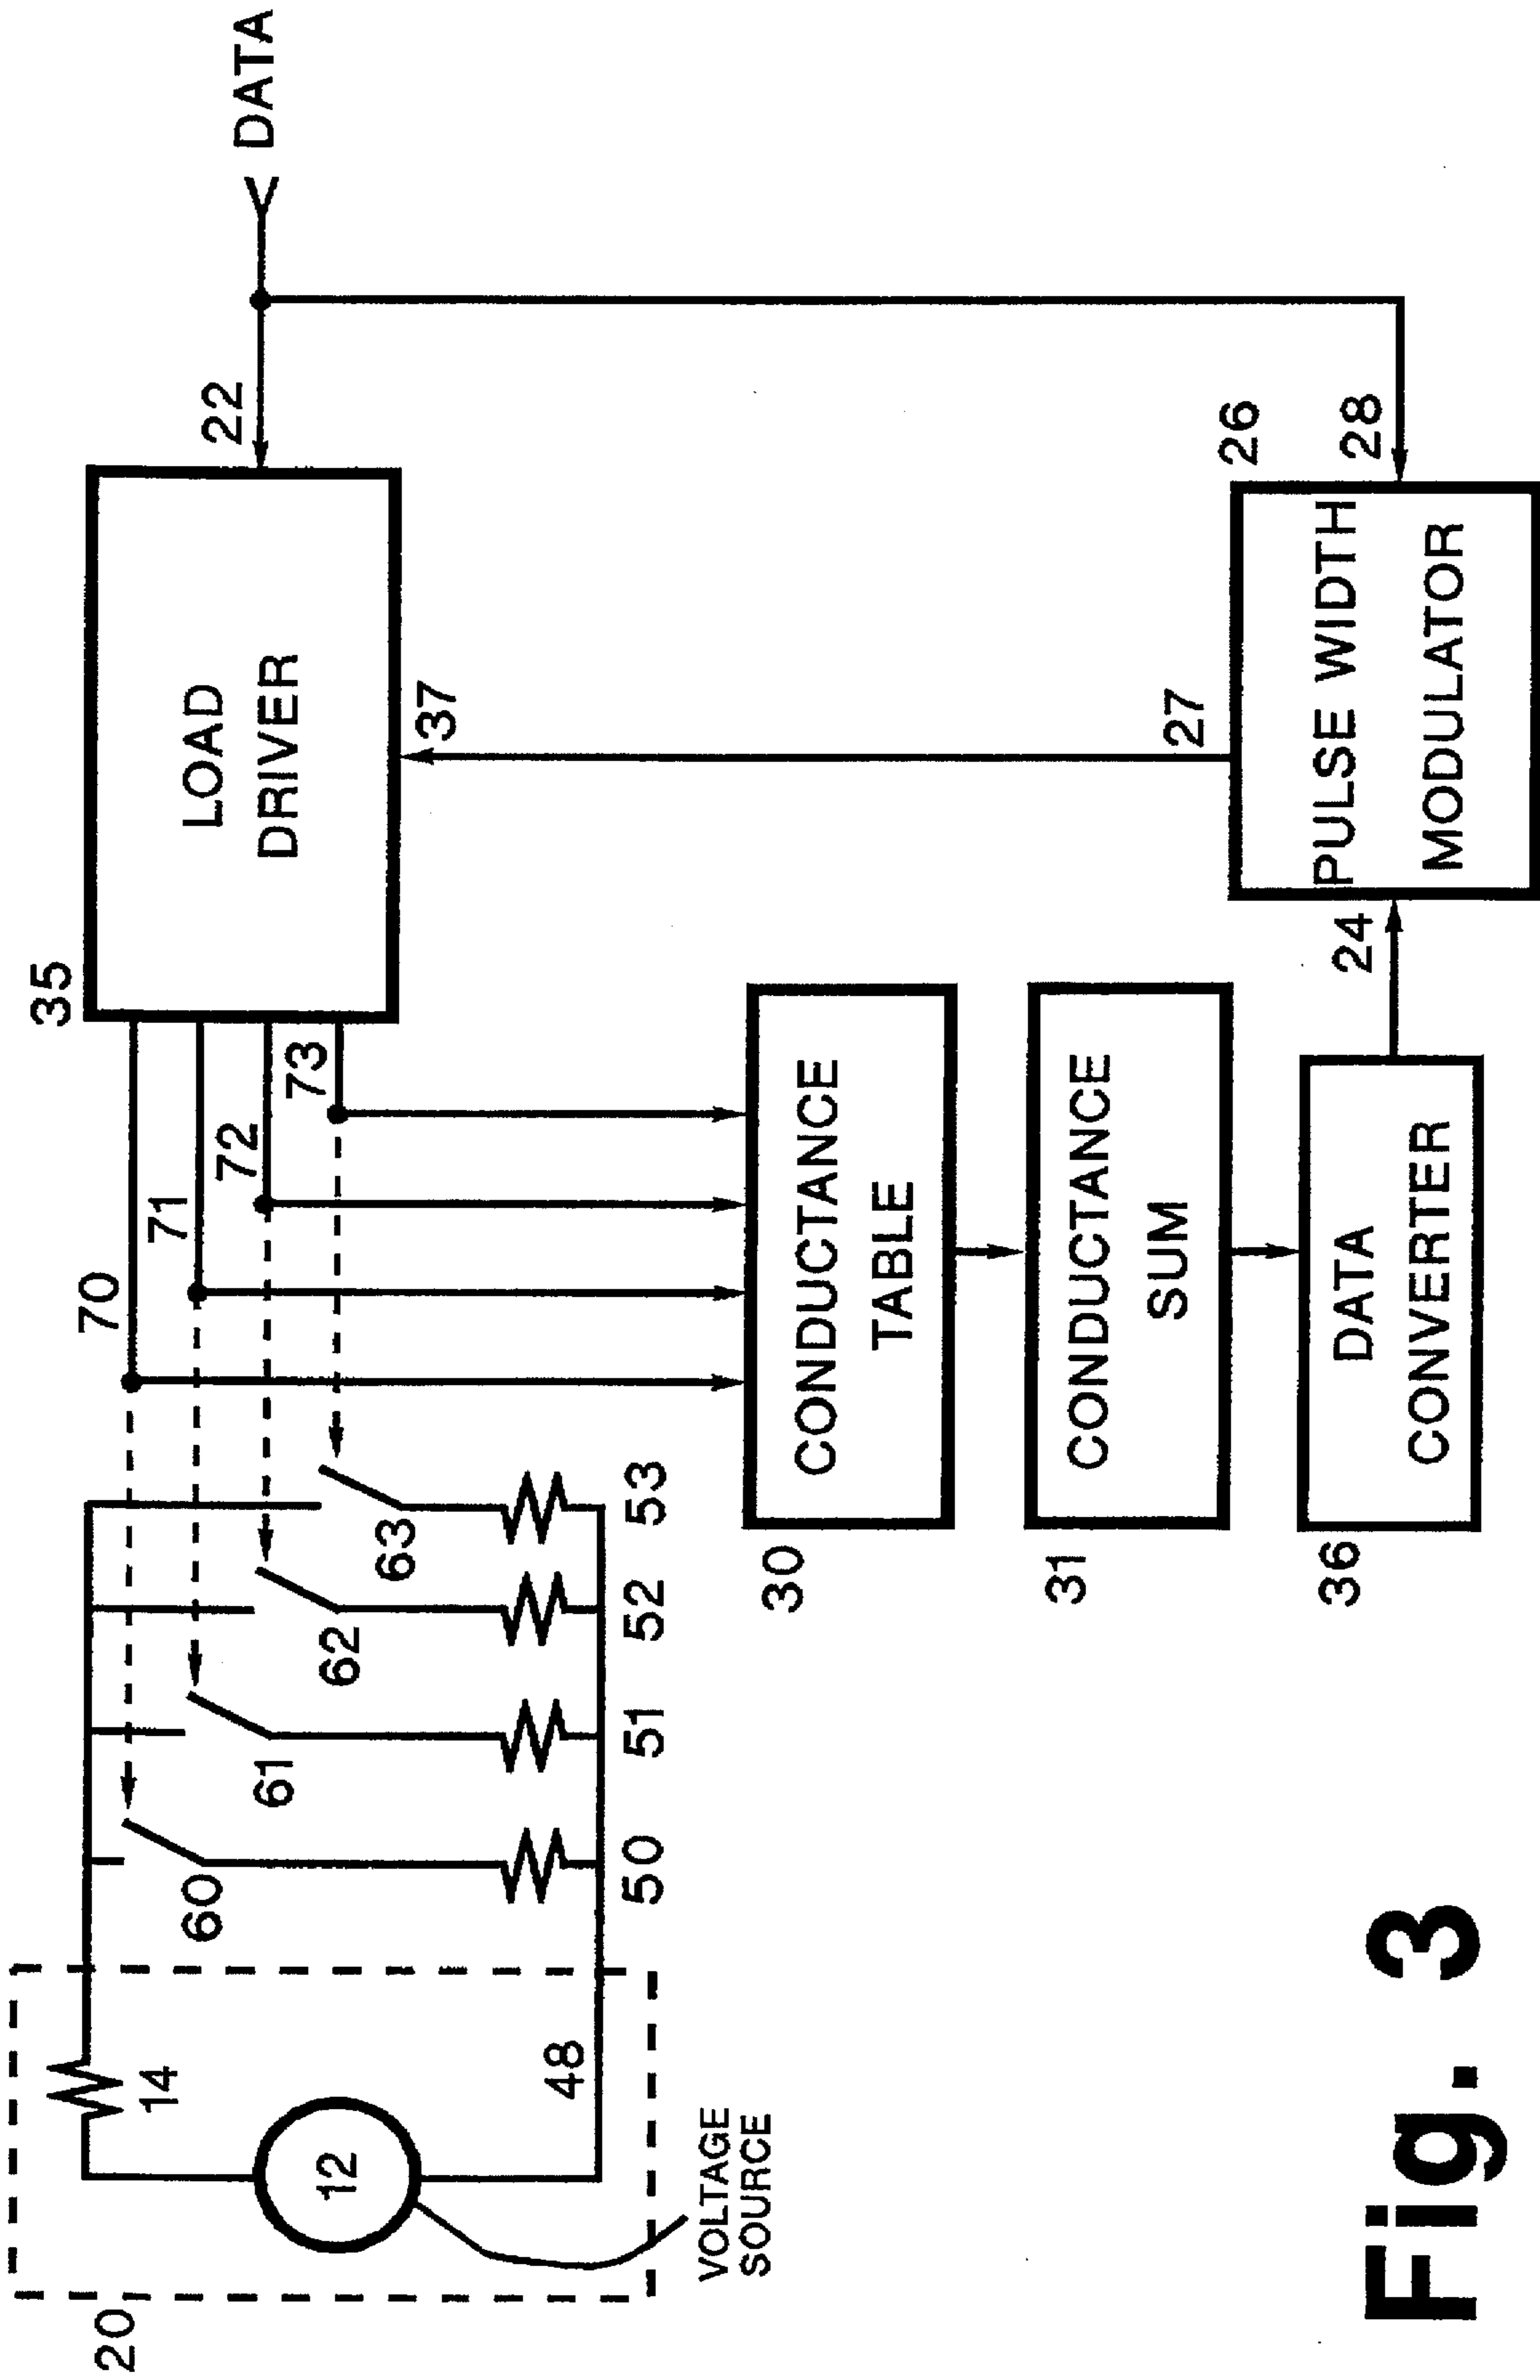 20
14
12
48
VOLTAGE
SOURCE
60
61
62
63
50
51
52
53
70
71
72
73
35
LOAD
DRIVER
22
DATA
37
30
CONDUCTANCE
TABLE
31
CONDUCTANCE
SUM
36
DATA
CONVERTER
24
27
26
28
PULSE WIDTH
MODULATOR
Fig. 3